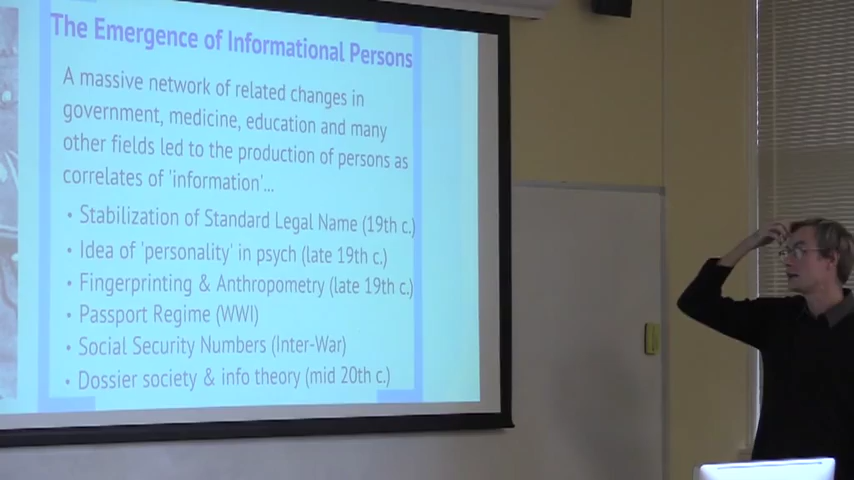 The Emergence of Informational Persons
A massive network of related changes in
government, medicine, education and many
other fields led to the production of persons as
correlates of 'information'...
• Stabilization of Standard Legal Name (19th c.)
• Idea of 'personality' in psych (late 19th c.)
• Fingerprinting & Anthropometry (late 19th c.)
• Passport Regime (WWI)
• Social Security Numbers (Inter-War)
• Dossier society & info theory (mid 20th c.)